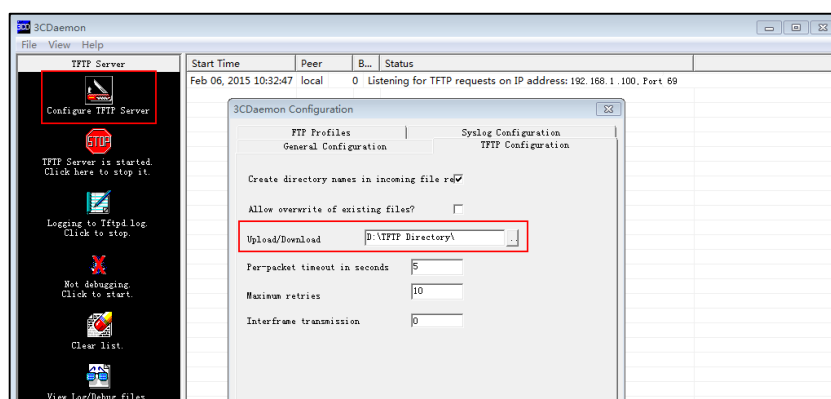 3CDaemon
File View Help
TFTP Server
Start Time Peer B... Status
Feb 06, 2015 10:32:47 local 0 Listening for TFTP requests on IP address: 192.168.1.100, Port 69
Configure TFTP Server
STOP
TFTP Server is started.
Click here to stop it.
Logging to Tftpd.log.
Click to stop.
Not debugging.
Click to start.
Clear list.
View Log/Debug files
3CDaemon Configuration
FTP Profiles Syslog Configuration
General Configuration TFTP Configuration
Create directory names in incoming file re
Allow overwrite of existing files?
Upload/Download D:\TFTP Directory\ ..
Per-packet timeout in seconds 5
Maximum retries 10
Interframe transmission 0